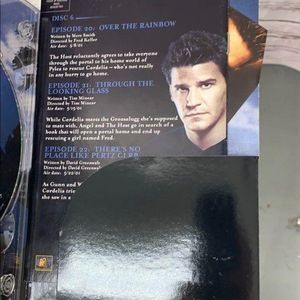 DISC 6
EPISODE 20: OVER THE RAINBOW
Written by Mere Smith
Directed by Fred Keller
Air date: 5/8/01
The Host reluctantly agrees to take everyone
through the portal to his home world of
Pylea to rescue Cordelia – who's not really
in any hurry to go home.
EPISODE 21: THROUGH THE
LOOKING GLASS
Written by Tim Minear
Directed by Tim Minear
Air date: 5/15/01
While Cordelia meets the Groosalugg she's supposed
to mate with, Angel and The Host go in search of
a book that will open a portal home and end up
rescuing a girl named Fred.
EPISODE 22: THERE'S NO
PLACE LIKE PLRTZ GLRB
Written by David Greenwalt
Directed by David Greenwalt
Air date: 5/22/01
As Gunn and W
Cordelia trie
she saw in a